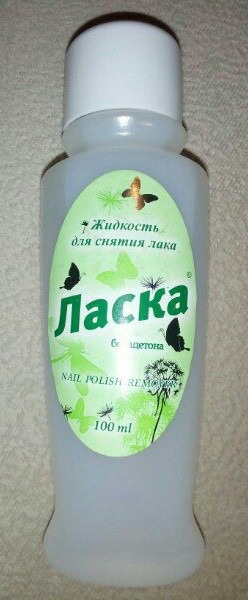 Жидкость
для снятия лака
Ласка ©
без ацетона
NAIL POLISH REMOVER
100 ml